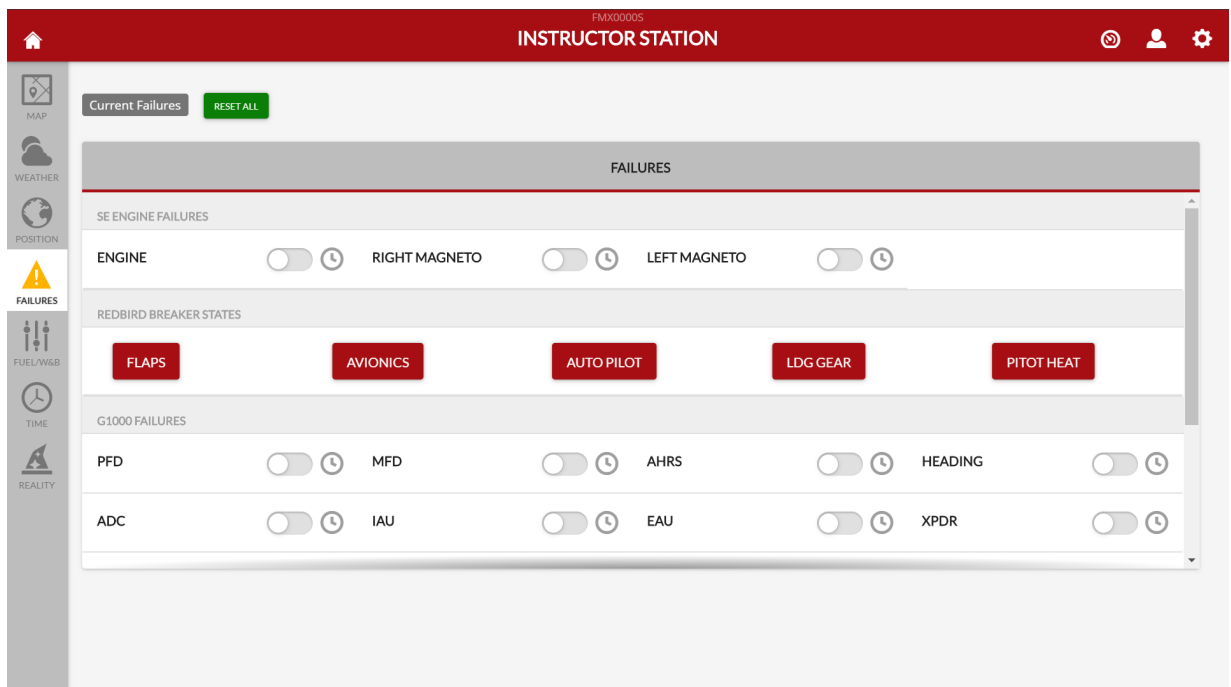 FMX0000S
INSTRUCTOR STATION
MAP
WEATHER
POSITION
FAILURES
FUEL/W&B
TIME
REALITY
Current Failures RESET ALL
FAILURES
SE ENGINE FAILURES
ENGINE RIGHT MAGNETO LEFT MAGNETO
REDBIRD BREAKER STATES
FLAPS AVIONICS AUTO PILOT LDG GEAR PITOT HEAT
G1000 FAILURES
PFD MFD AHRS HEADING
ADC IAU EAU XPDR